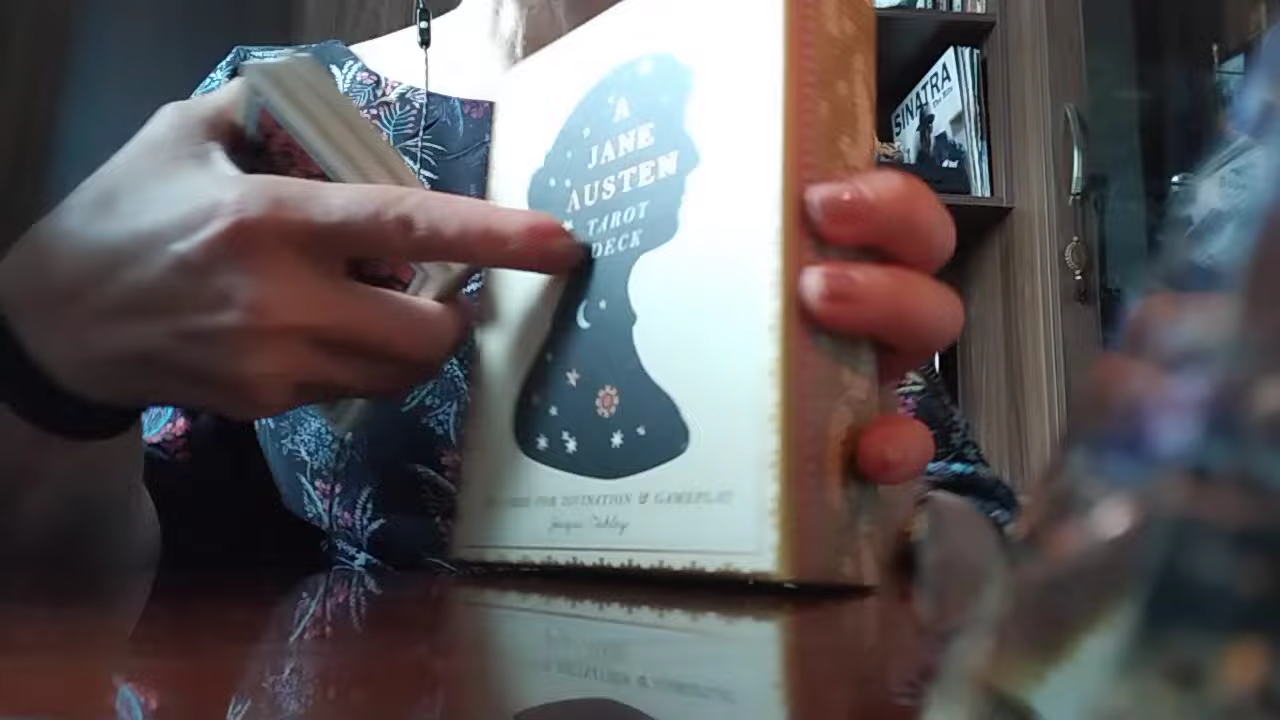 A
JANE
AUSTEN
TAROT
DECK
FOR DIVINATION & GAMEPLAY
SINATRA